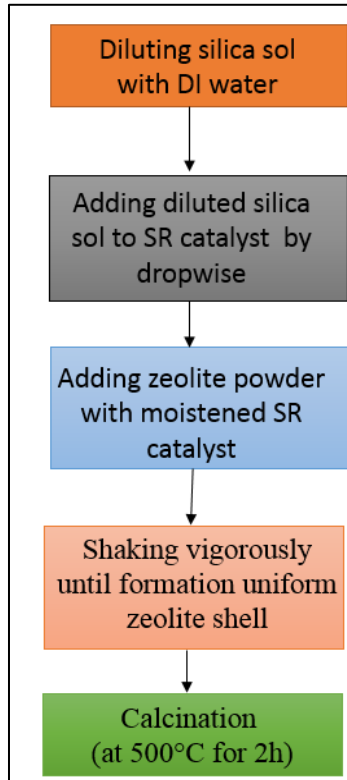 Diluting silica sol
with DI water
Adding diluted silica
sol to SR catalyst by
dropwise
Adding zeolite powder
with moistened SR
catalyst
Shaking vigorously
until formation uniform
zeolite shell
Calcination
(at 500°C for 2h)